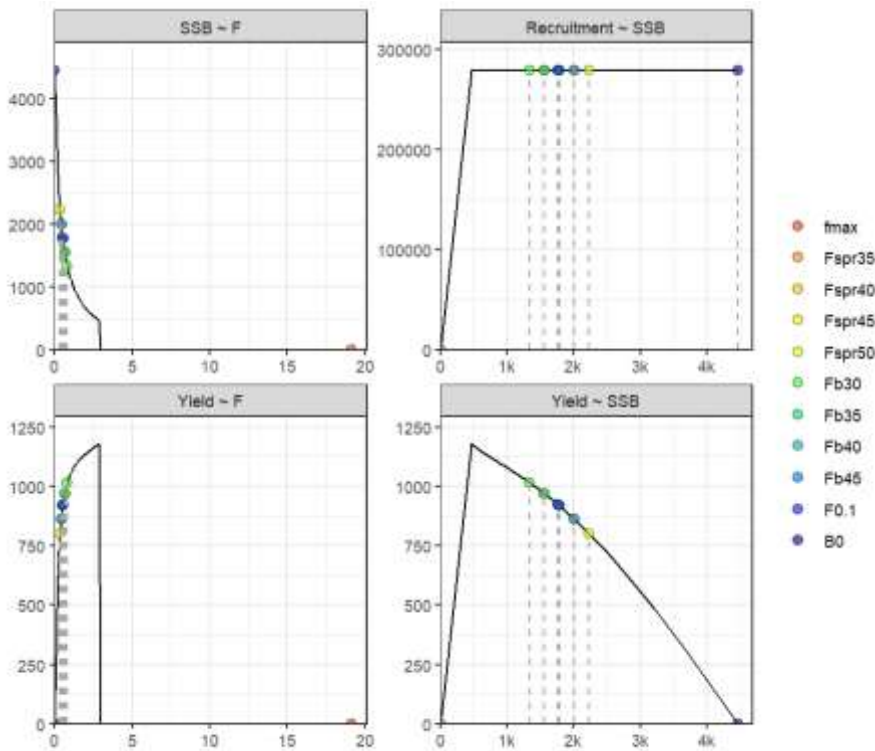 SSB ~ F
4000
3000
2000
1000
0
0 5 10 15 20
Recruitment ~ SSB
300000
200000
100000
0
0 1k 2k 3k 4k
Yield ~ F
1250
1000
750
500
250
0
0 5 10 15 20
Yield ~ SSB
1250
1000
750
500
250
0
0 1k 2k 3k 4k
fmax
Fspr35
Fspr40
Fspr45
Fspr50
Fb30
Fb35
Fb40
Fb45
F0.1
B0